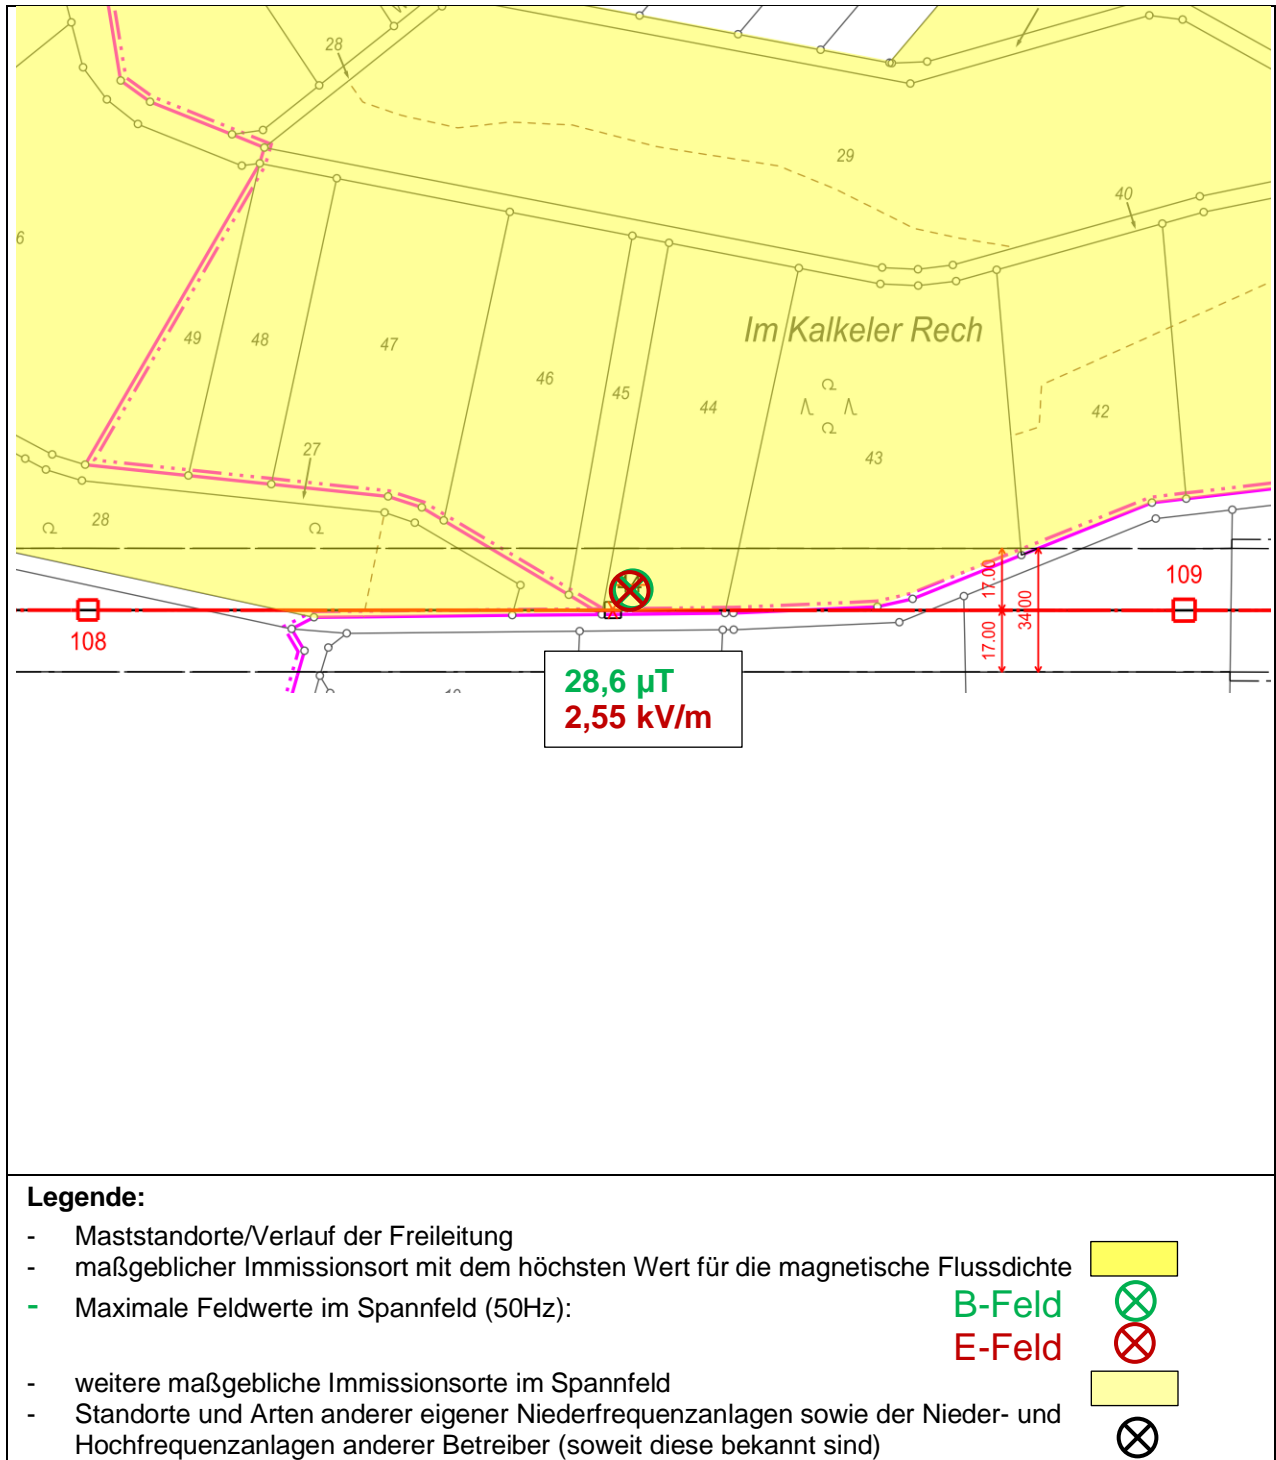 28
29
40
6
Im Kalkeler Rech
49
48
47
46
45
44
43
42
27
28
17.00
34.00
17.00
109
108
28,6 µT
2,55 kV/m
Legende:
- Maststandorte/Verlauf der Freileitung
- maßgeblicher Immissionsort mit dem höchsten Wert für die magnetische Flussdichte
- Maximale Feldwerte im Spannfeld (50Hz): B-Feld
E-Feld
- weitere maßgebliche Immissionsorte im Spannfeld
- Standorte und Arten anderer eigener Niederfrequenzanlagen sowie der Nieder- und
Hochfrequenzanlagen anderer Betreiber (soweit diese bekannt sind)